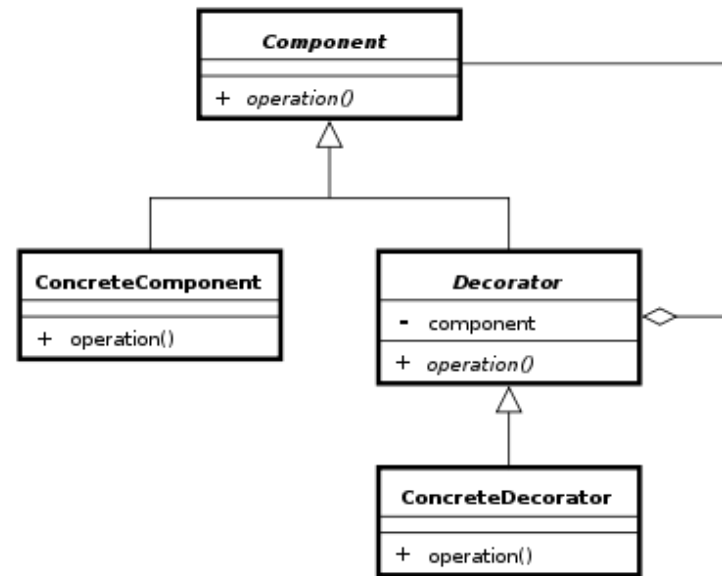 Component
+ operation()
ConcreteComponent
+ operation()
Decorator
- component
+ operation()
ConcreteDecorator
+ operation()